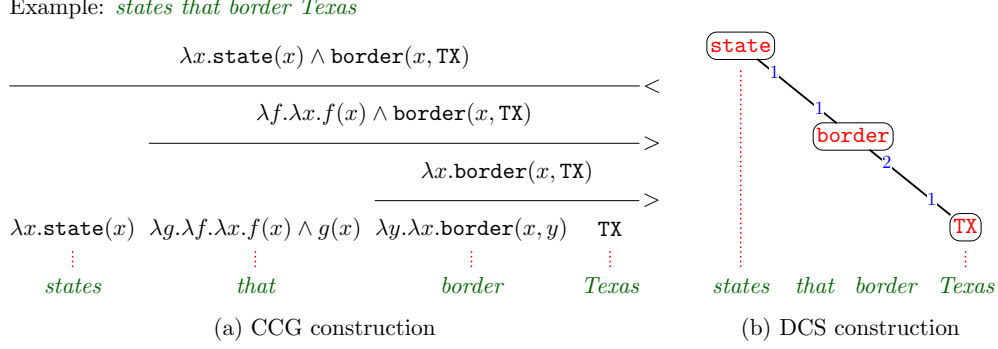 Example: states that border Texas
λx.state(x) ∧ border(x, TX)
<
λf.λx.f(x) ∧ border(x, TX)
>
λx.border(x, TX)
>
λx.state(x) λg.λf.λx.f(x) ∧ g(x) λy.λx.border(x, y) TX
states that border Texas
(a) CCG construction
state
1
1
border
2
1
TX
states that border Texas
(b) DCS construction